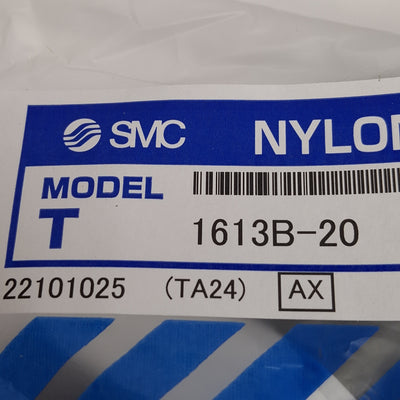 SMC NYLO
MODEL
T 1613B-20
22101025 (TA24) AX